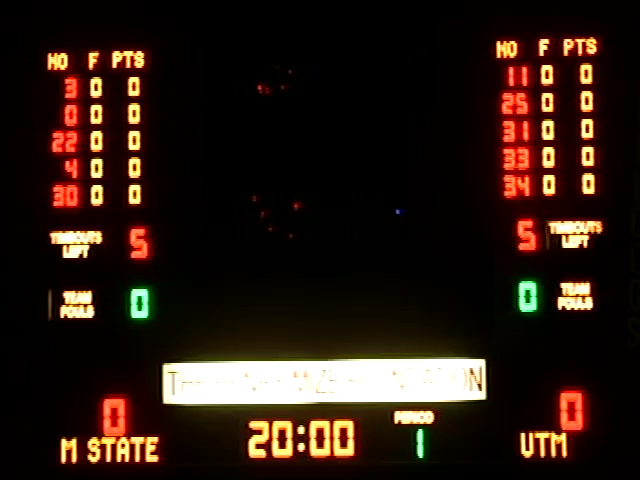 NO F PTS
3 0 0
0 0 0
22 0 0
4 0 0
30 0 0
TIMEOUTS LEFT 5
TEAM FOULS 0
NO F PTS
11 0 0
25 0 0
31 0 0
33 0 0
34 0 0
5 TIMEOUTS LEFT
0 TEAM FOULS
0
M STATE
20:00
PERIOD
1
0
UTM